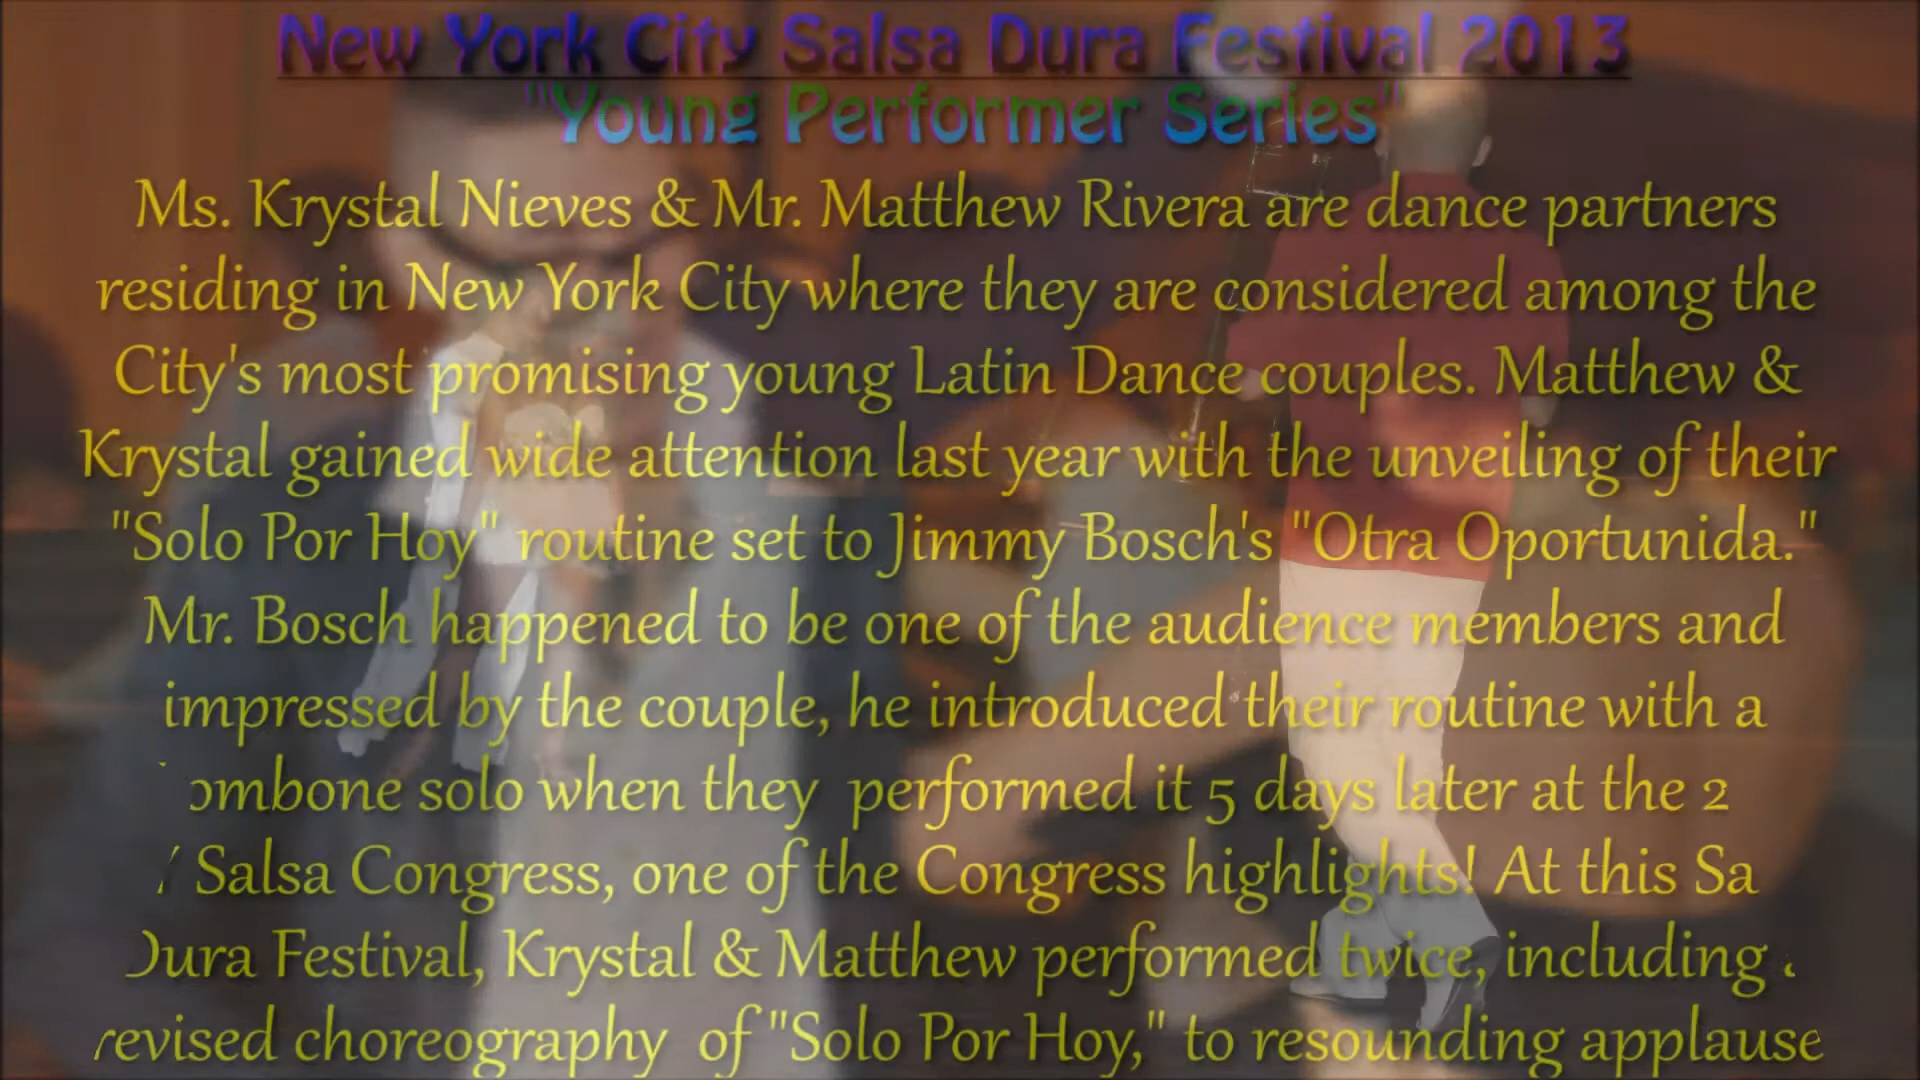 New York City Salsa Dura Festival 2013
"Young Performer Series"
Ms. Krystal Nieves & Mr. Matthew Rivera are dance partners
residing in New York City where they are considered among the
City's most promising young Latin Dance couples. Matthew &
Krystal gained wide attention last year with the unveiling of their
"Solo Por Hoy" routine set to Jimmy Bosch's "Otra Oportunida."
Mr. Bosch happened to be one of the audience members and
impressed by the couple, he introduced their routine with a
ombone solo when they performed it 5 days later at the 2
Salsa Congress, one of the Congress highlights! At this Sa
Dura Festival, Krystal & Matthew performed twice, including
revised choreography of "Solo Por Hoy," to resounding applause